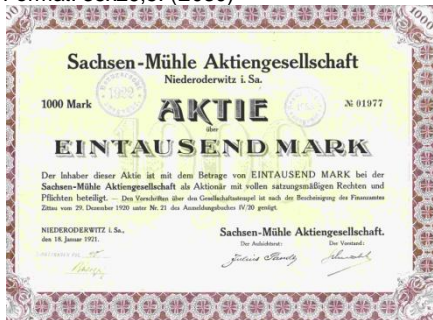 1000
Sachsen-Mühle Aktiengesellschaft
Niederoderwitz i. Sa.
1000 Mark
AKTIE
№ 01977
über
EINTAUSEND MARK
1000
Der Inhaber dieser Aktie ist mit dem Betrage von EINTAUSEND MARK bei der
Sachsen-Mühle Aktiengesellschaft als Aktionär mit vollen satzungsmäßigen Rechten und
Pflichten beteiligt. — Den Vorschriften über den Gesellschaftsstempel ist nach der Bescheinigung des Finanzamtes
Zittau vom 29. Dezember 1920 unter Nr. 21 des Anmeldungsbuches IV/20 genügt.
NIEDERODERWITZ i. Sa.,
den 18. Januar 1921.
Sachsen-Mühle Aktiengesellschaft.
Der Aufsichtsrat:
Der Vorstand: